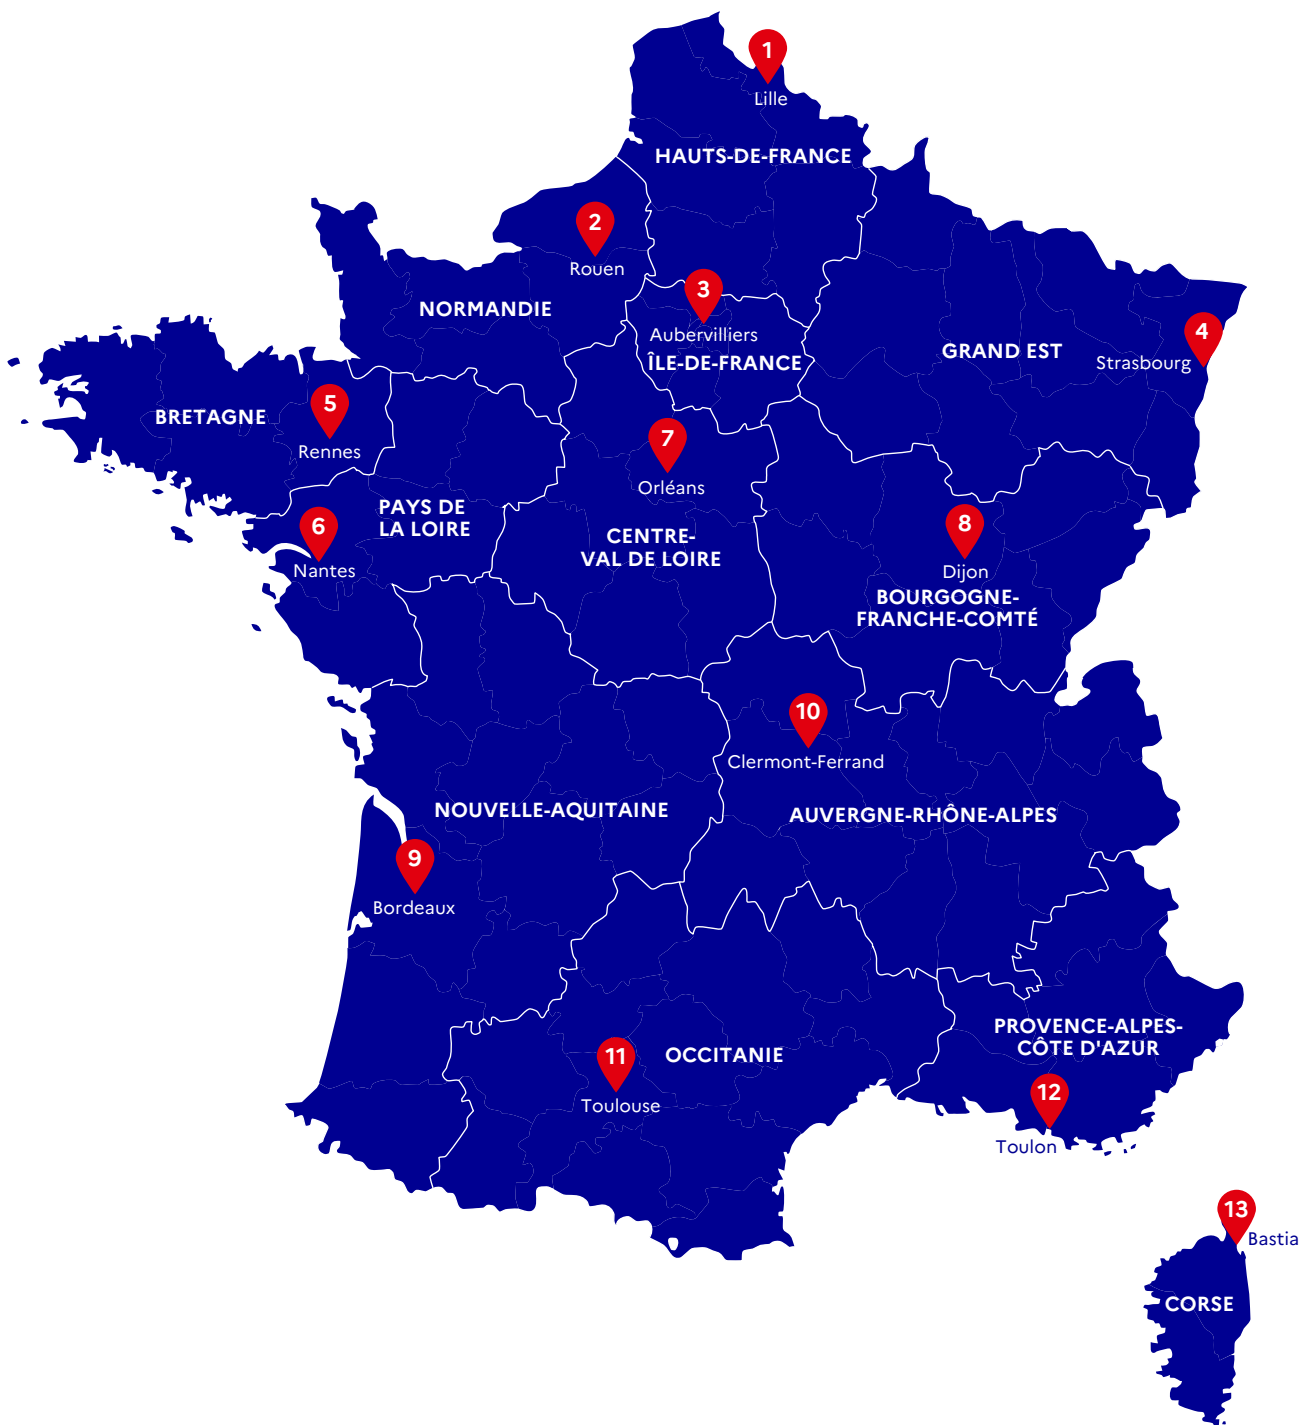 1
Lille
HAUTS-DE-FRANCE
2
Rouen
NORMANDIE
3
Aubervilliers
ÎLE-DE-FRANCE
4
Strasbourg
GRAND EST
5
Rennes
BRETAGNE
6
Nantes
PAYS DE
LA LOIRE
7
Orléans
CENTRE-
VAL DE LOIRE
8
Dijon
BOURGOGNE-
FRANCHE-COMTÉ
9
Bordeaux
NOUVELLE-AQUITAINE
10
Clermont-Ferrand
AUVERGNE-RHÔNE-ALPES
11
Toulouse
OCCITANIE
PROVENCE-ALPES-
CÔTE D'AZUR
12
Toulon
13
Bastia
CORSE